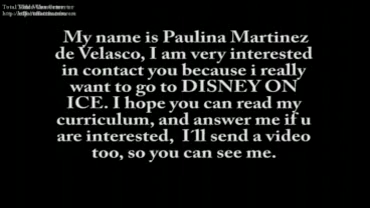 My name is Paulina Martinez
de Velasco, I am very interested
in contact you because i really
want to go to DISNEY ON
ICE. I hope you can read my
curriculum, and answer me if u
are interested,  I'll send a video
too, so you can see me.